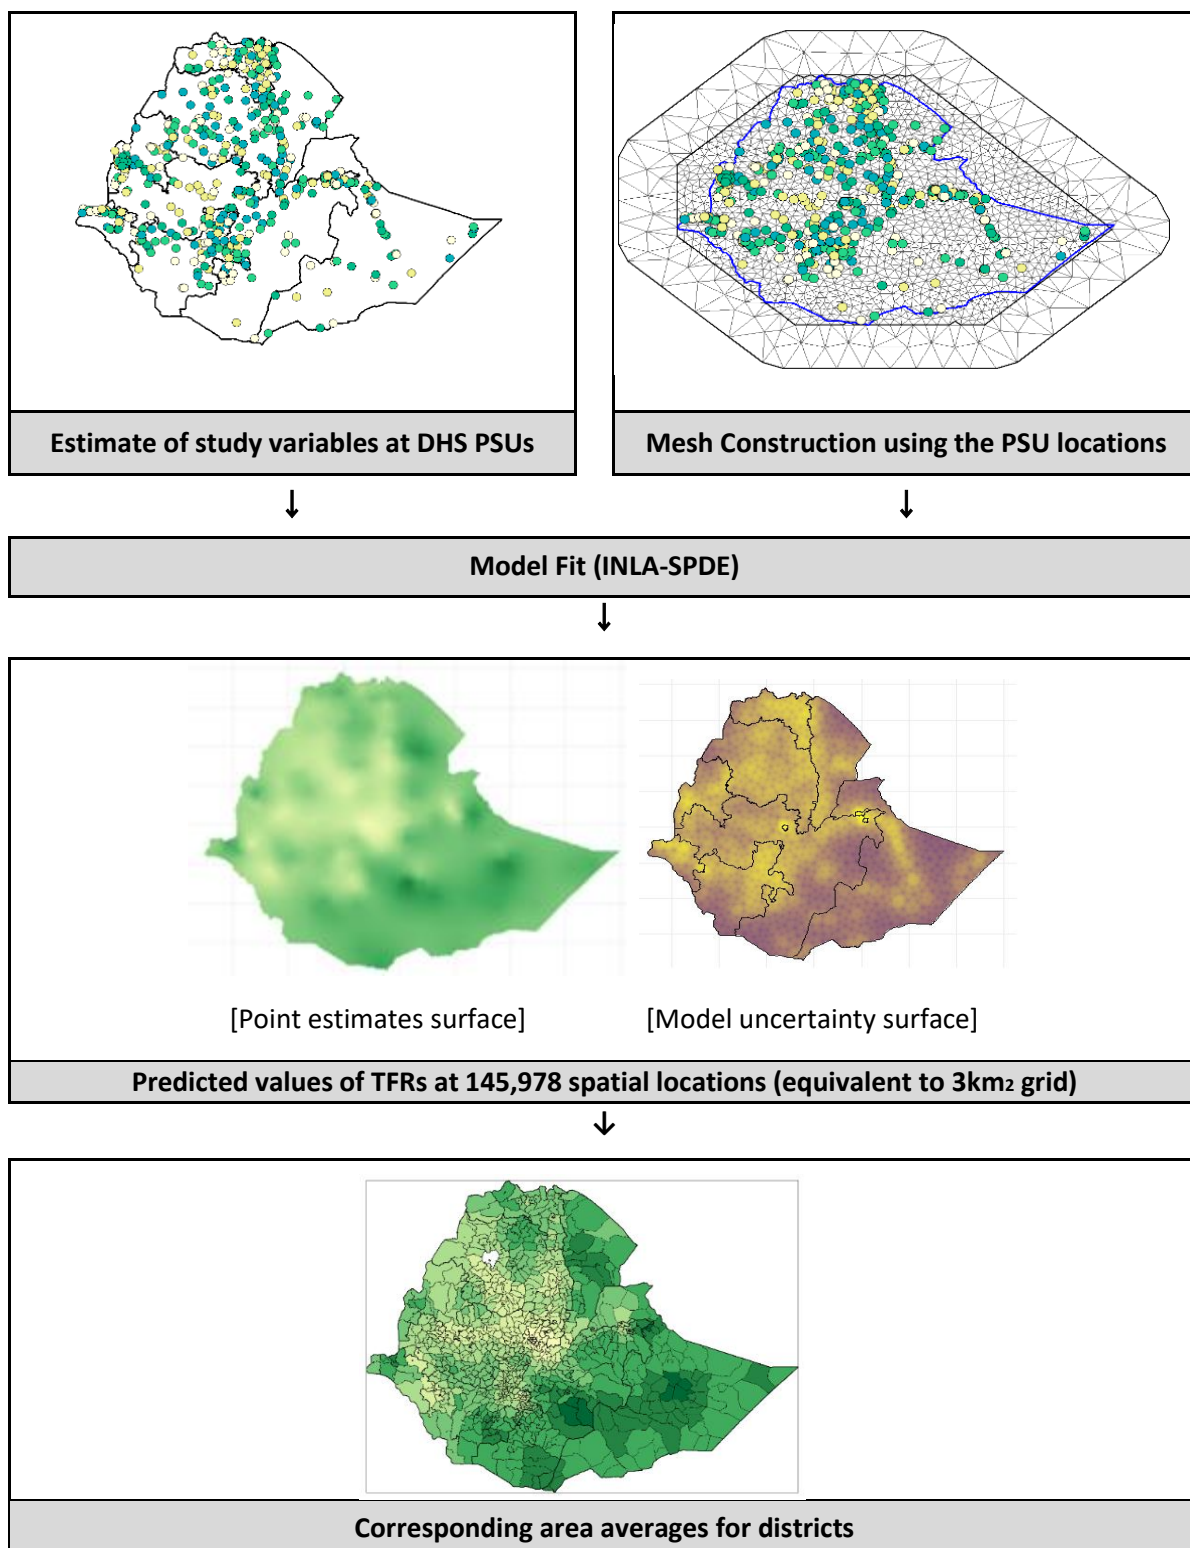 Estimate of study variables at DHS PSUs
Mesh Construction using the PSU locations
Model Fit (INLA-SPDE)
[Point estimates surface]
[Model uncertainty surface]
Predicted values of TFRs at 145,978 spatial locations (equivalent to 3km2 grid)
Corresponding area averages for districts